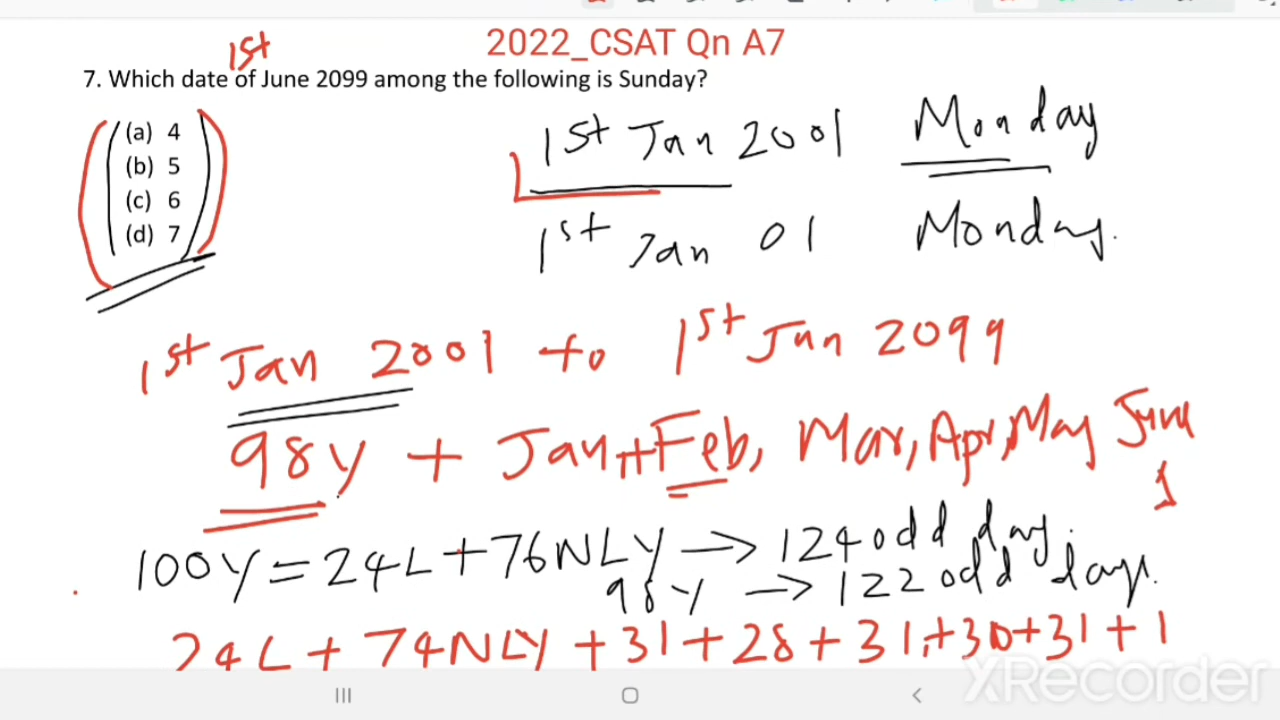 2022_CSAT Qn A7
1st
7. Which date of June 2099 among the following is Sunday?
(a) 4
(b) 5
(c) 6
(d) 7
1st Jan 2001 Monday
1st Jan 01 Monday.
1st Jan 2001 to 1st Jun 2099
98y + Jan++Feb, Mar, Apr, May June
1
100Y = 24L + 76NLY → 124 odd day.
98Y → 122 odd days.
24L + 74NLY + 31 + 28 + 31 + 30 + 31 + 1
XRecorder